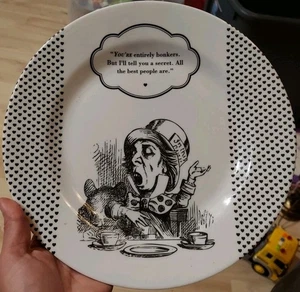 "You're entirely bonkers.
But I'll tell you a secret. All
the best people are."